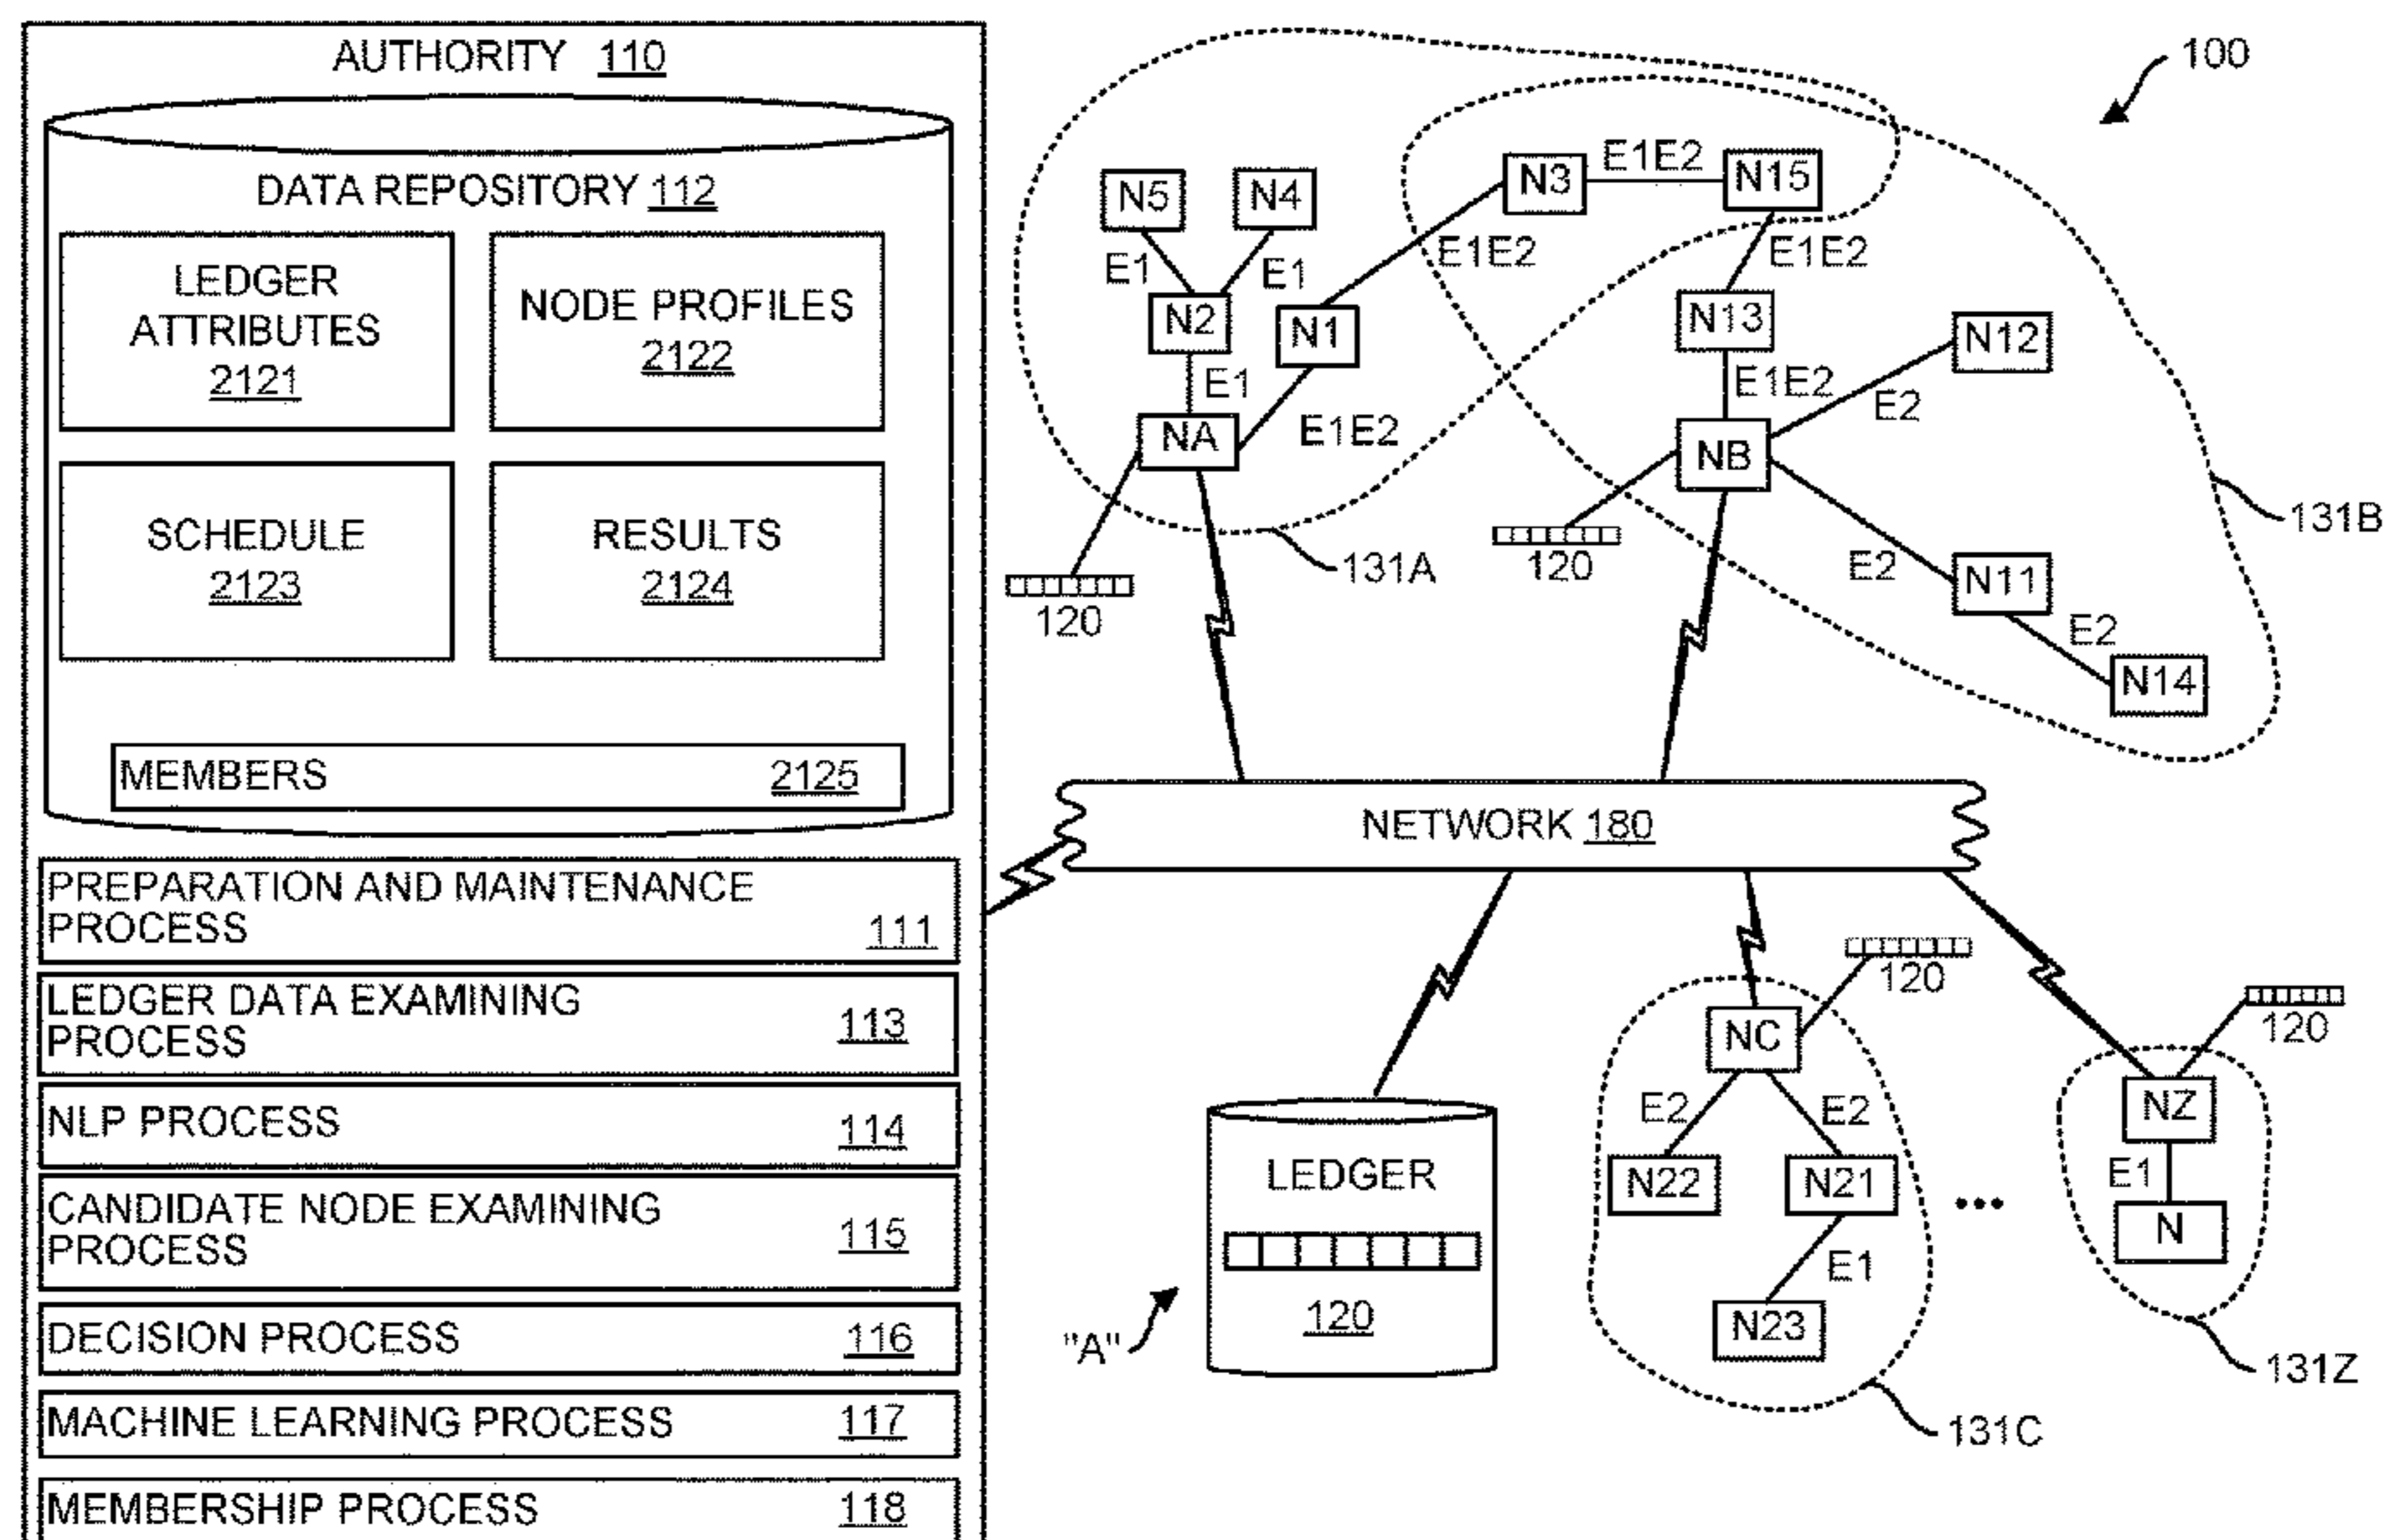 AUTHORITY 110
DATA REPOSITORY 112
LEDGER
ATTRIBUTES
2121
NODE PROFILES
2122
SCHEDULE
2123
RESULTS
2124
MEMBERS 2125
PREPARATION AND MAINTENANCE
PROCESS 111
LEDGER DATA EXAMINING
PROCESS 113
NLP PROCESS 114
CANDIDATE NODE EXAMINING
PROCESS 115
DECISION PROCESS 116
MACHINE LEARNING PROCESS 117
MEMBERSHIP PROCESS 118
100
N5
N4
N3
E1E2
N15
E1
E1
E1E2
E1E2
N2
N1
N13
N12
E1
E1E2
E1E2
E2
NA
NB
131A
131B
120
120
E2
N11
E2
N14
NETWORK 180
120
120
NC
NZ
E2
E2
E1
N22
N21
...
N
E1
N23
LEDGER
120
"A"
131C
131Z